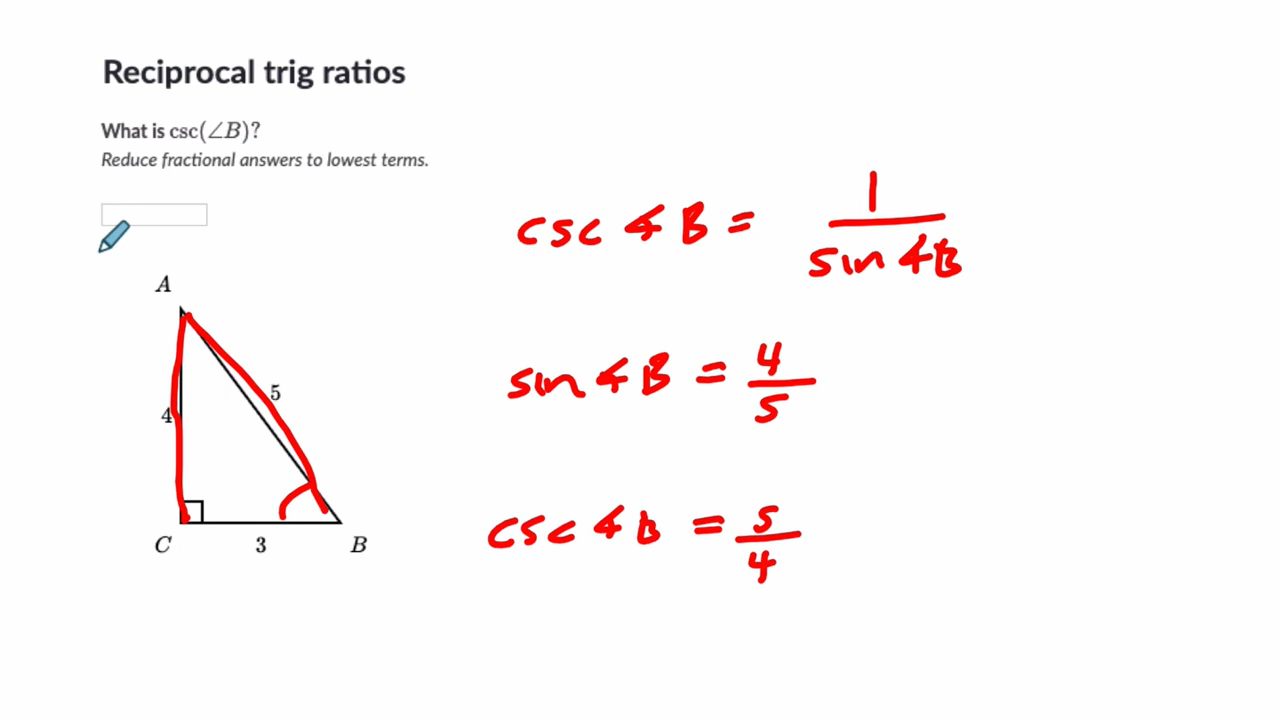 Reciprocal trig ratios
What is csc(∠B)?
Reduce fractional answers to lowest terms.
csc ∡B = 1 / sin ∡B
A
sin ∡B = 4 / 5
5
4
csc ∡B = 5 / 4
C 3 B